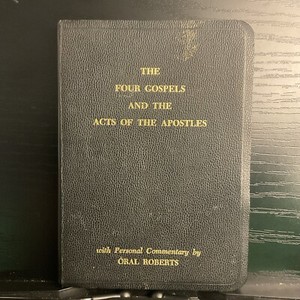 THE
FOUR GOSPELS
AND THE
ACTS OF THE APOSTLES
with Personal Commentary by
ORAL ROBERTS